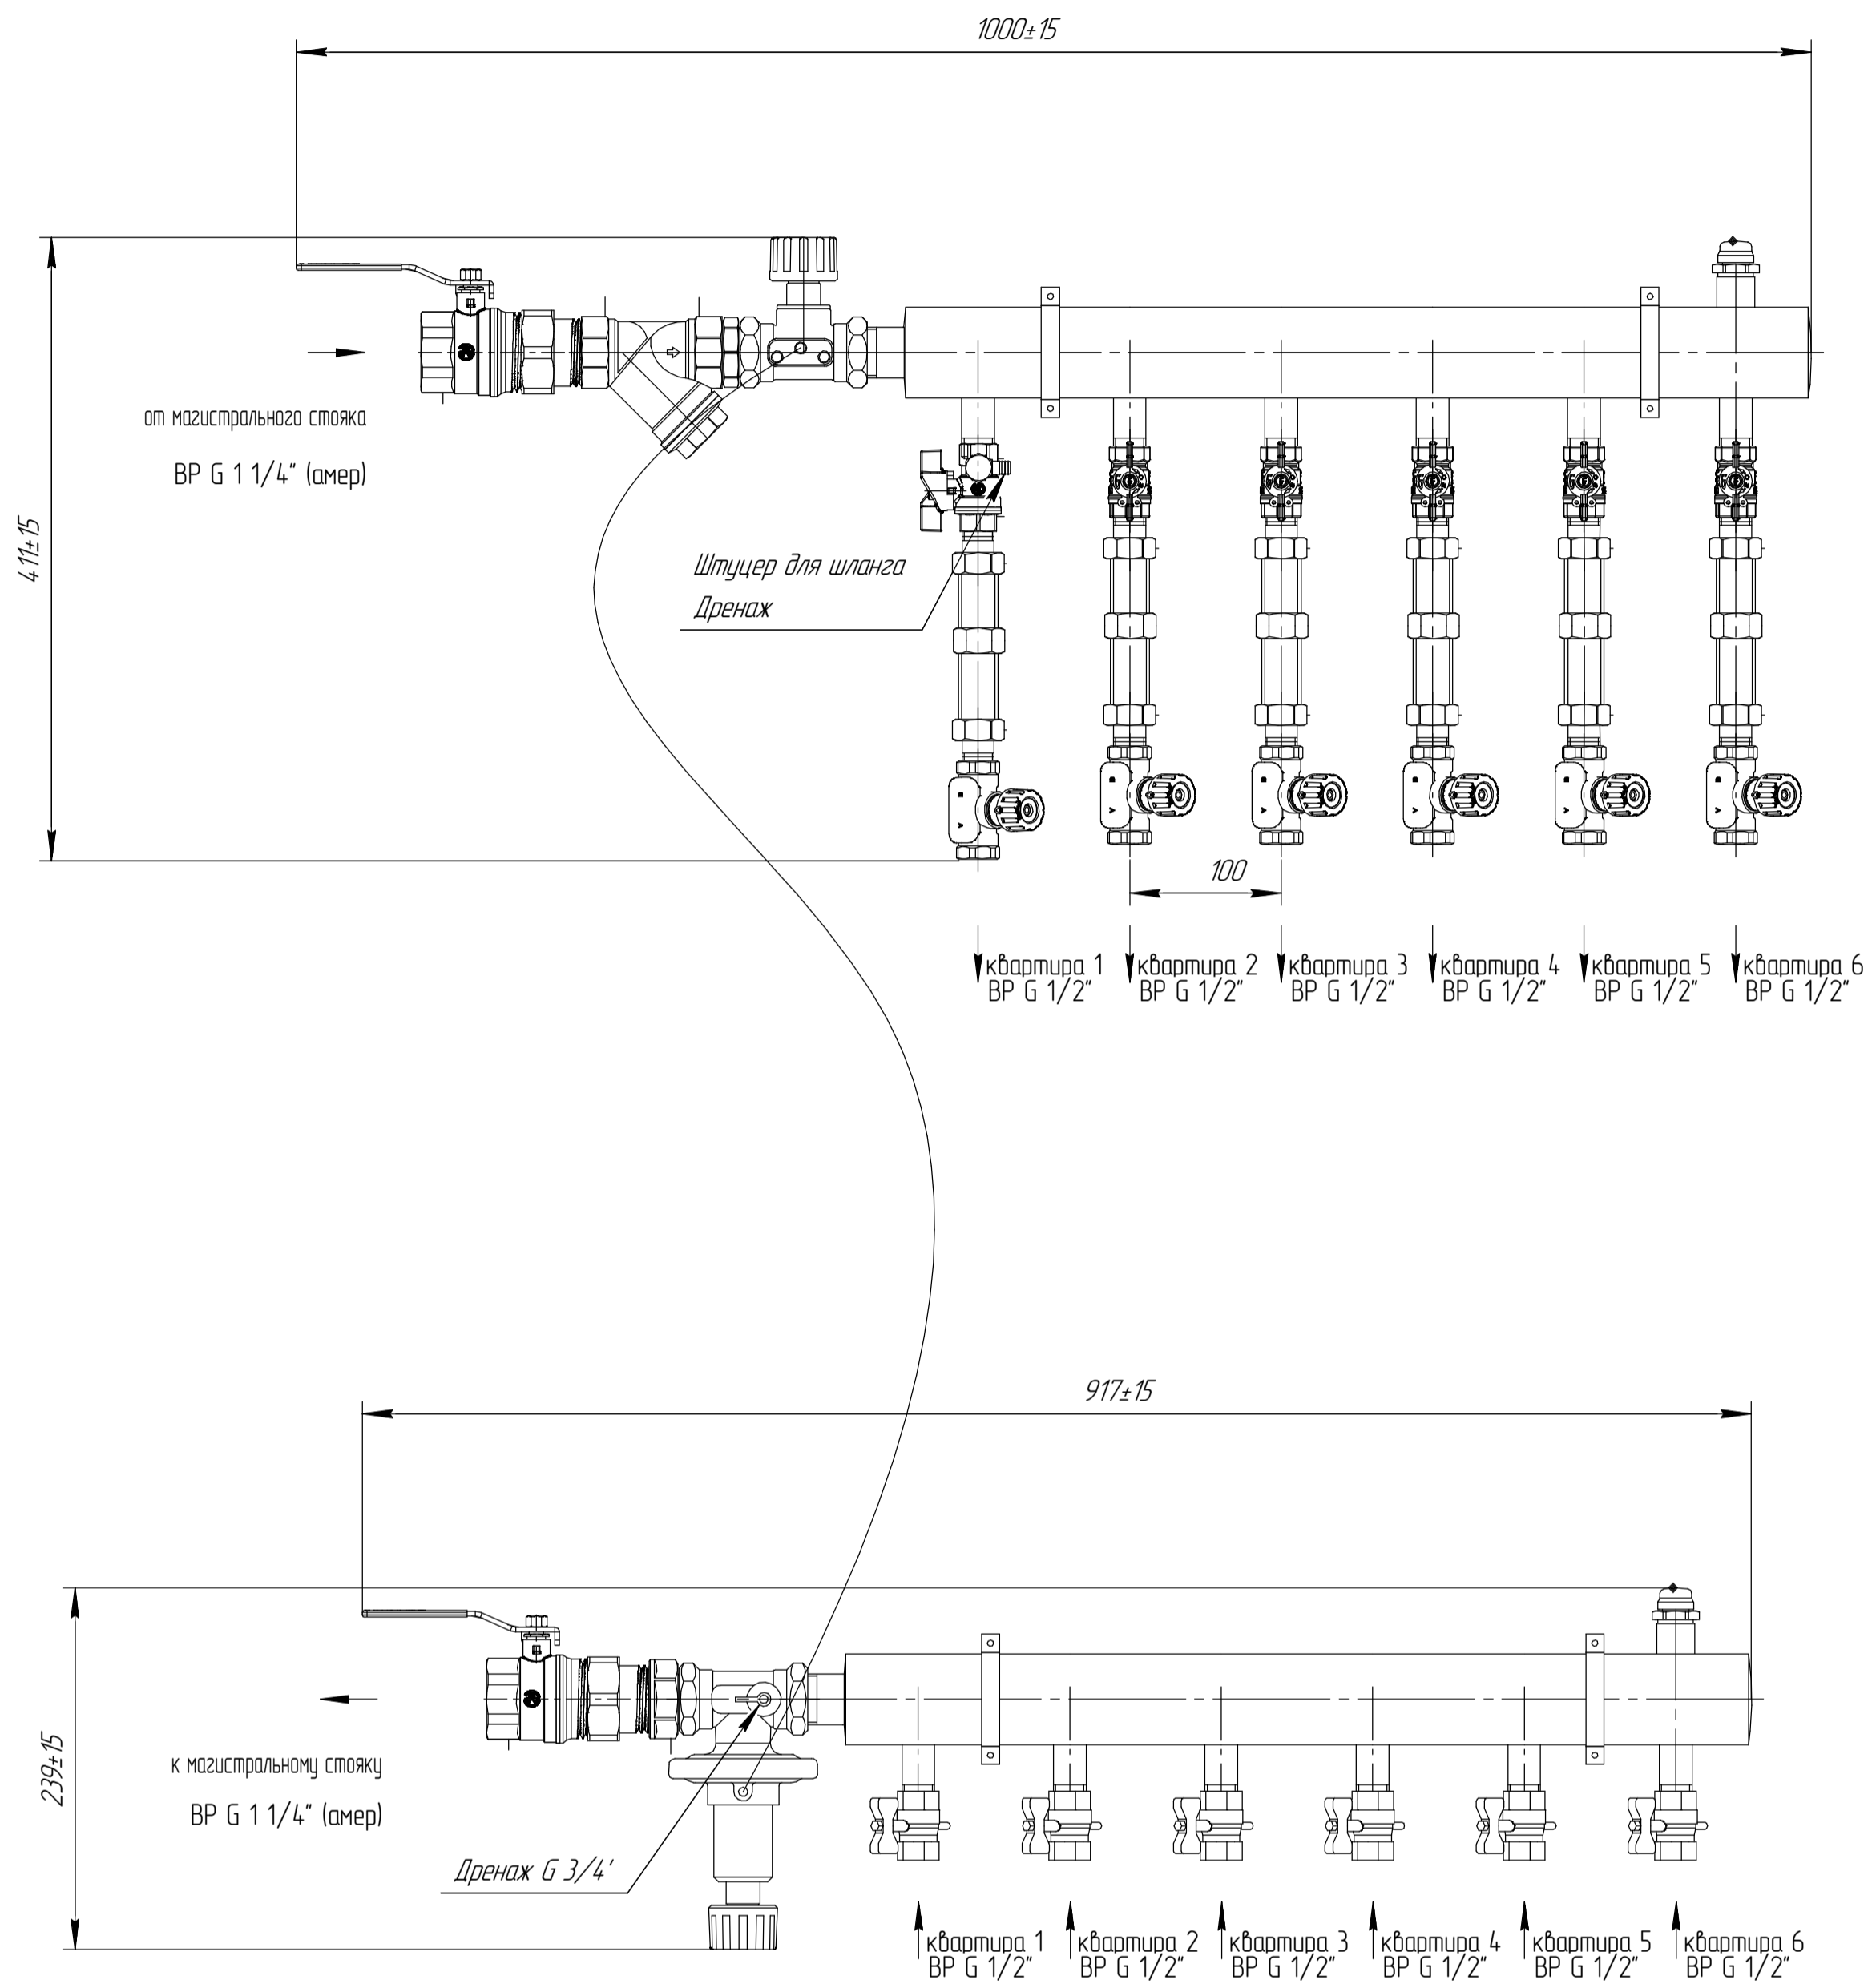 1000±15
411±15
от магистрального стояка
ВР G 1 1/4" (амер)
Штуцер для шланга
Дренаж
100
квартира 1
ВР G 1/2"
квартира 2
ВР G 1/2"
квартира 3
ВР G 1/2"
квартира 4
ВР G 1/2"
квартира 5
ВР G 1/2"
квартира 6
ВР G 1/2"
917±15
239±15
к магистральному стояку
ВР G 1 1/4" (амер)
Дренаж G 3/4'
квартира 1
ВР G 1/2"
квартира 2
ВР G 1/2"
квартира 3
ВР G 1/2"
квартира 4
ВР G 1/2"
квартира 5
ВР G 1/2"
квартира 6
ВР G 1/2"